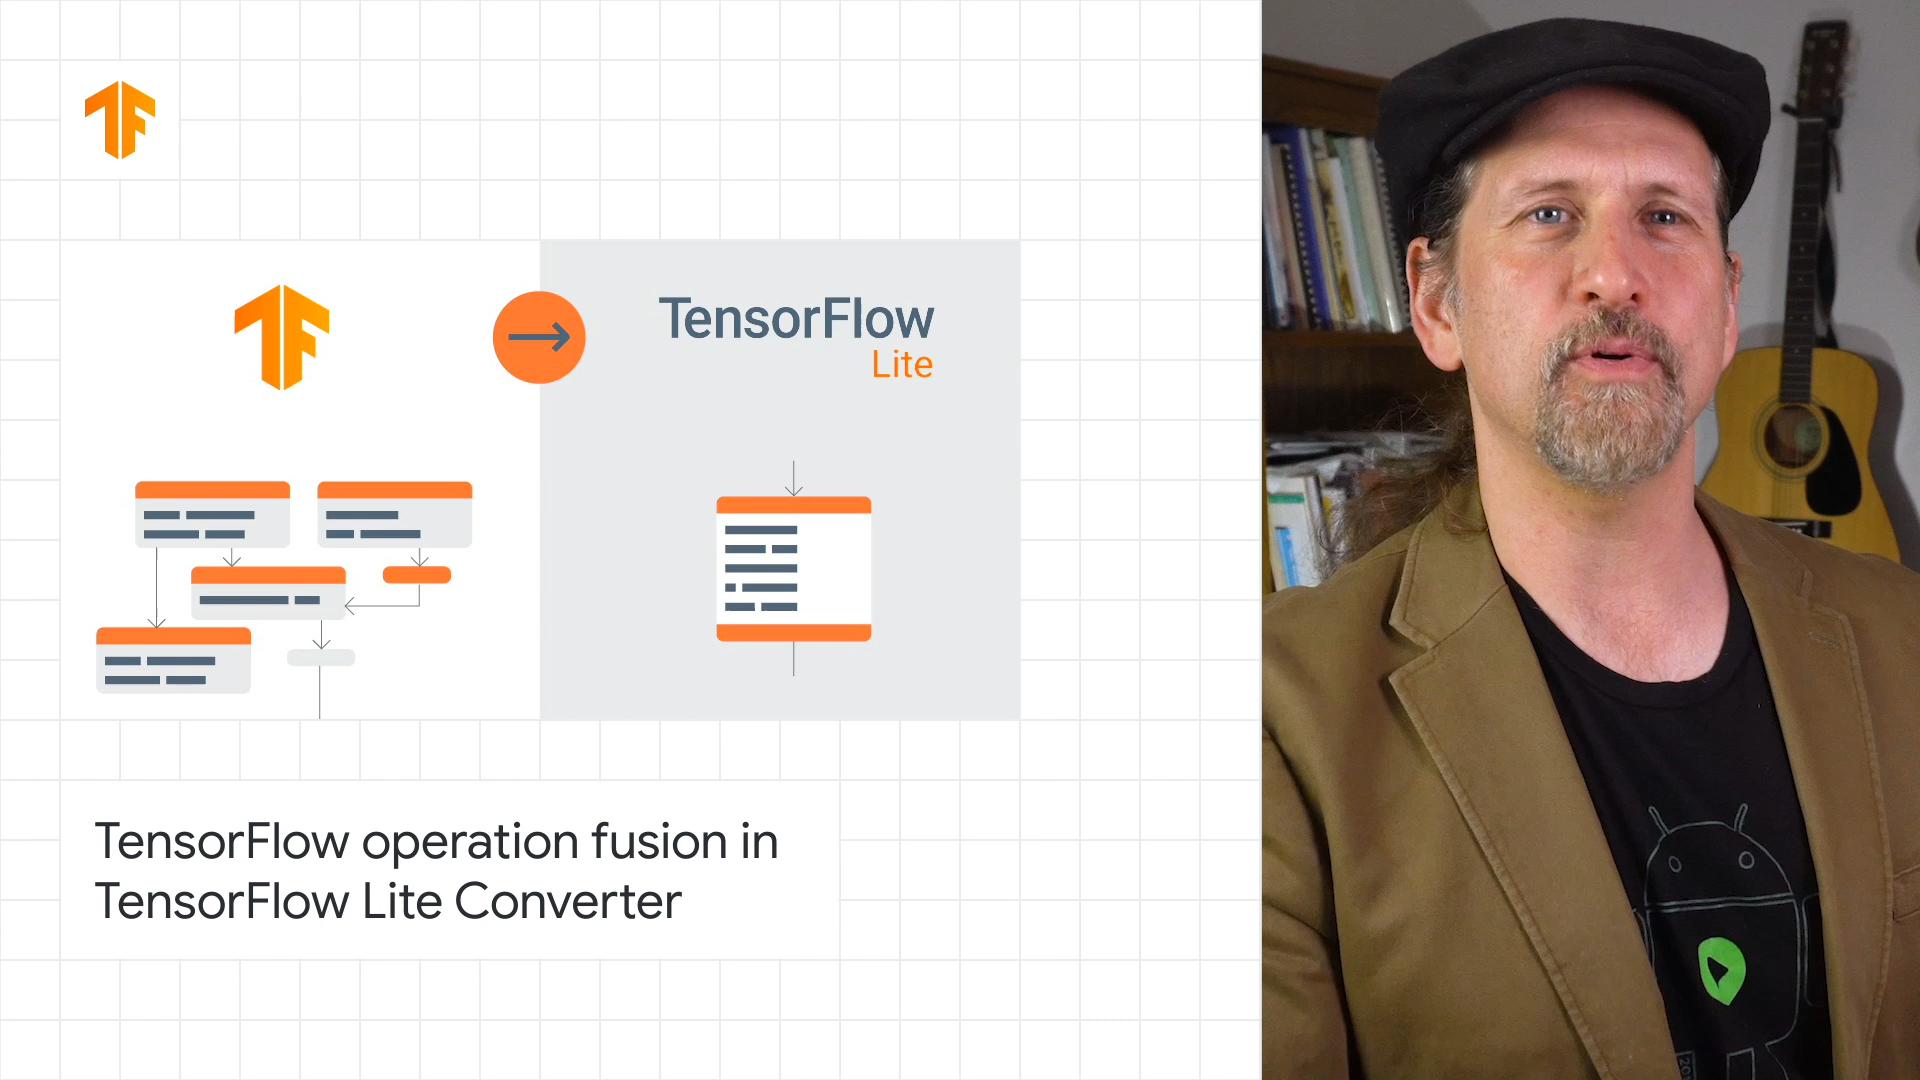 TensorFlow
Lite
TensorFlow operation fusion in
TensorFlow Lite Converter